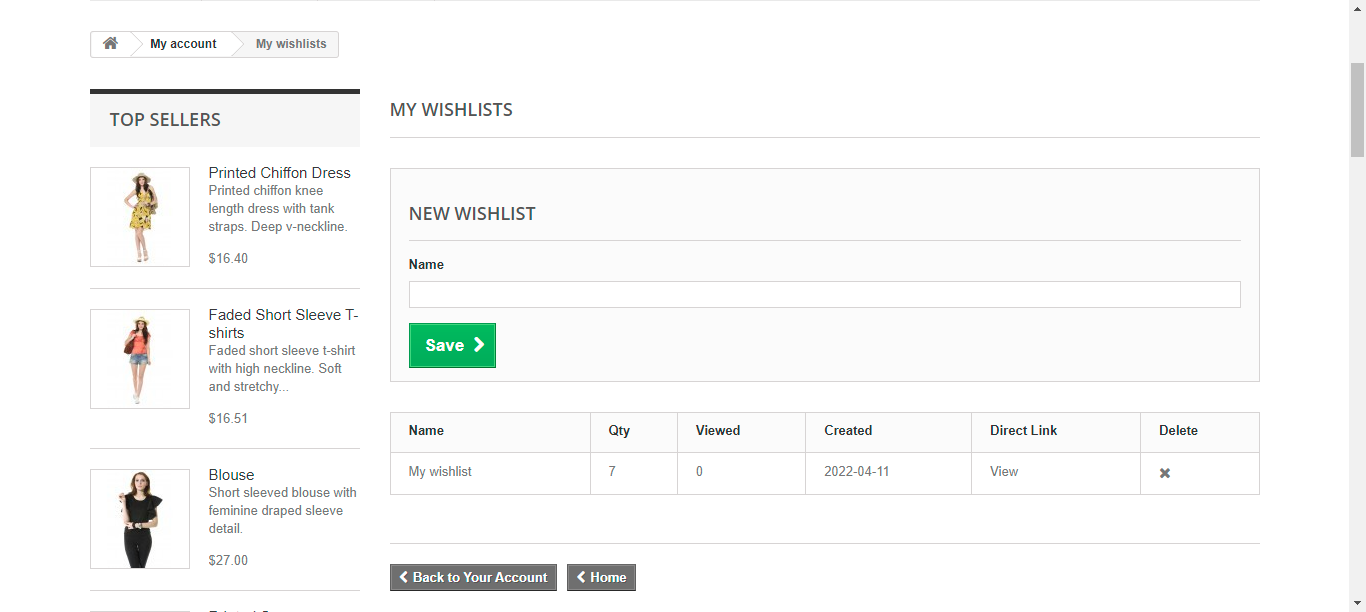 My account
My wishlists
TOP SELLERS
Printed Chiffon Dress
Printed chiffon knee
length dress with tank
straps. Deep v-neckline.
$16.40
Faded Short Sleeve T-
shirts
Faded short sleeve t-shirt
with high neckline. Soft
and stretchy...
$16.51
Blouse
Short sleeved blouse with
feminine draped sleeve
detail.
$27.00
MY WISHLISTS
NEW WISHLIST
Name
Save
Name Qty Viewed Created Direct Link Delete
My wishlist 7 0 2022-04-11 View
Back to Your Account Home